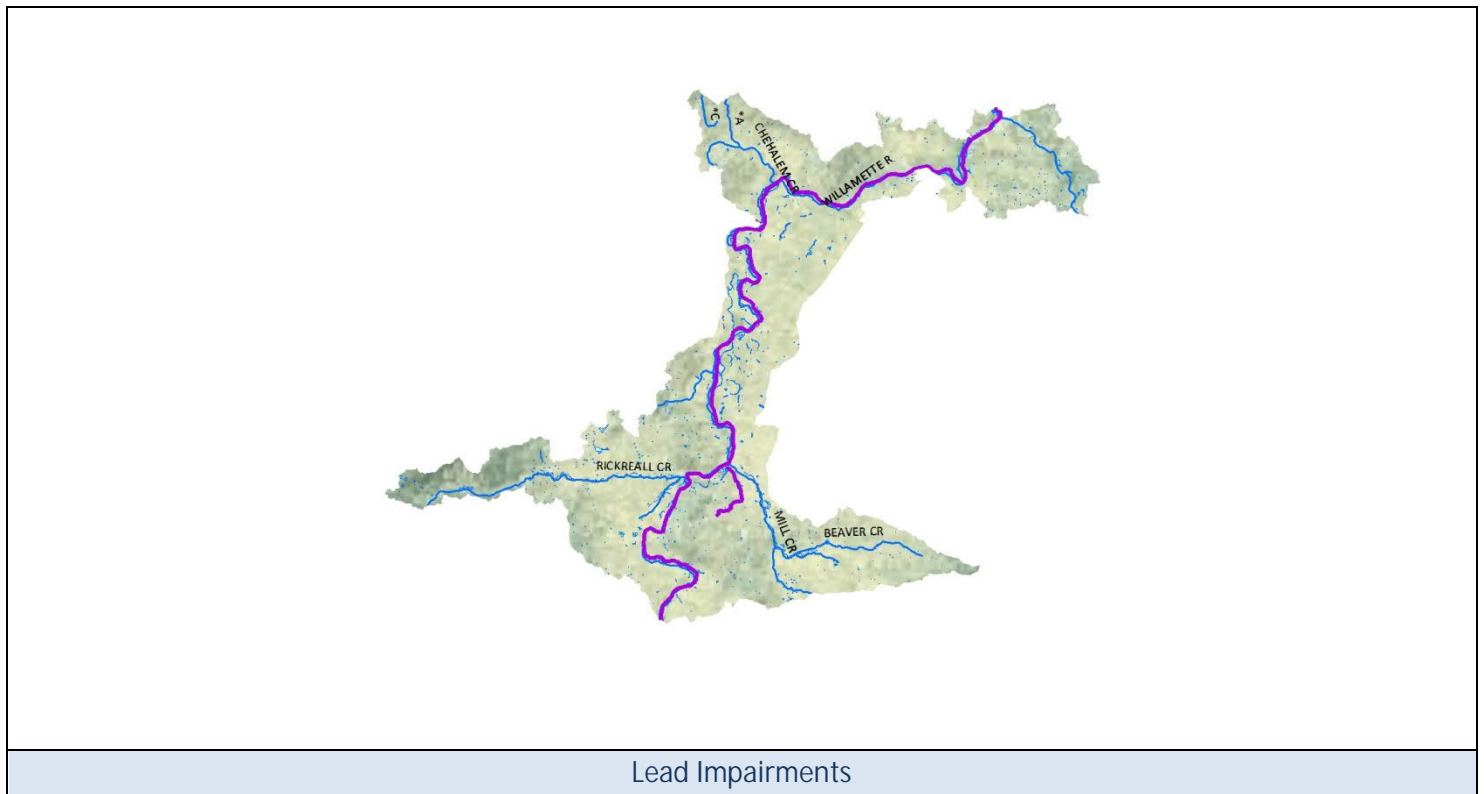 *C
*A
CHEHALEM CR
WILLAMETTE R
RICKREALL CR
MILL CR
BEAVER CR
Lead Impairments